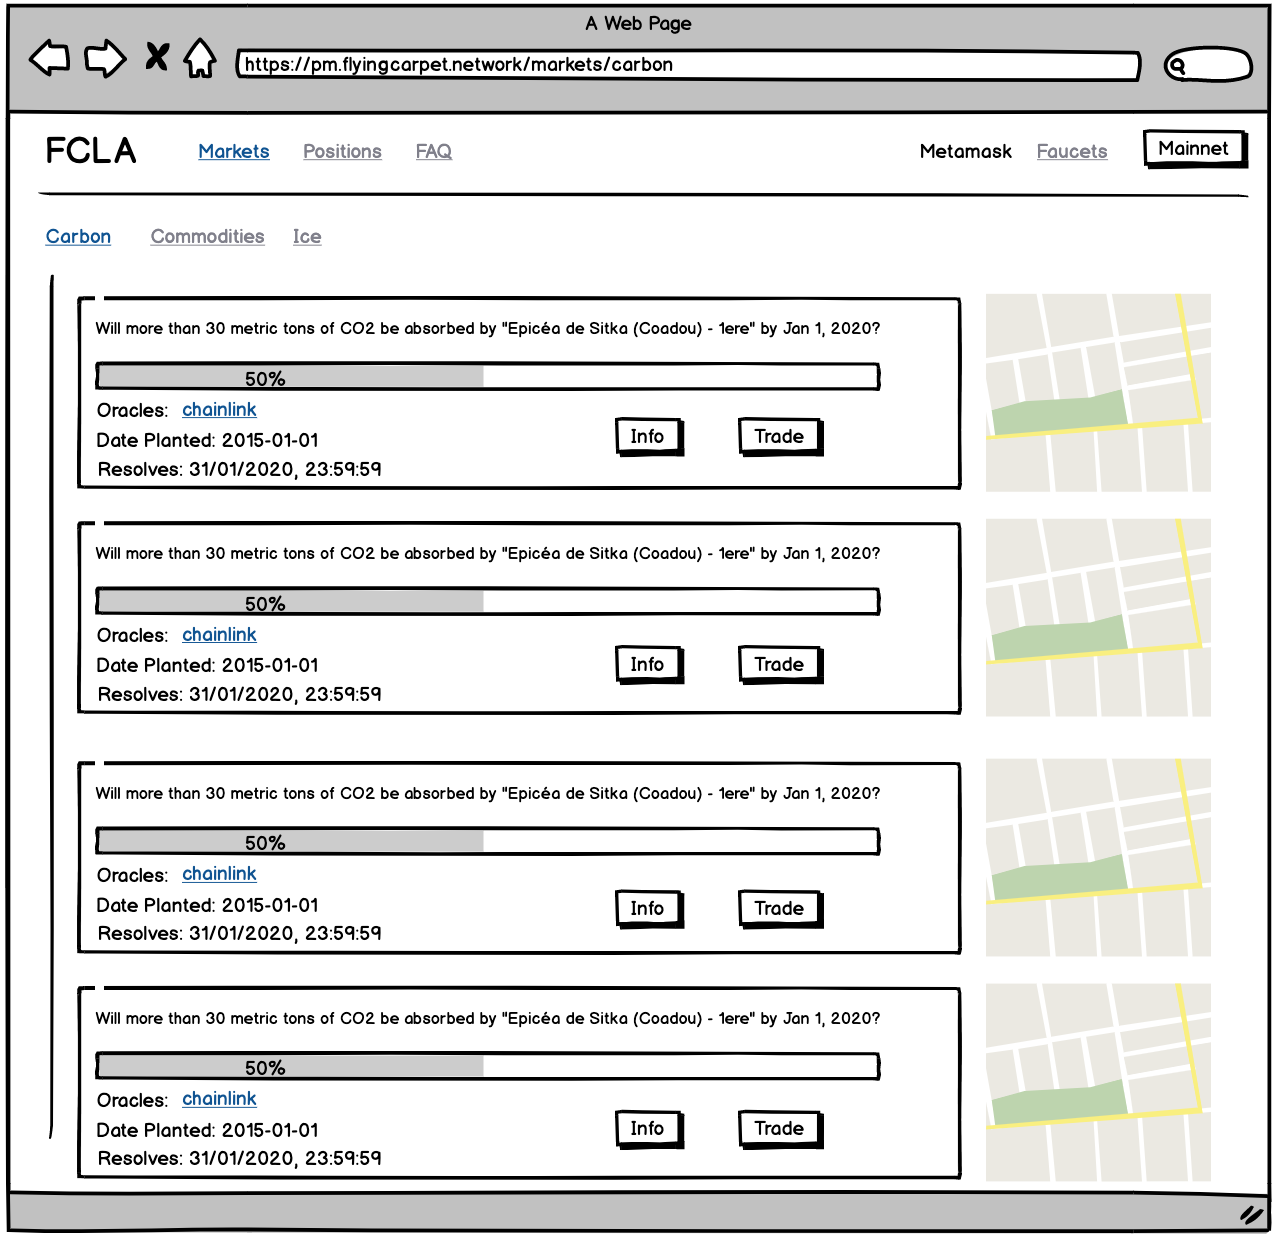 A Web Page
https://pm.flyingcarpet.network/markets/carbon
FCLA Markets Positions FAQ Metamask Faucets Mainnet
Carbon Commodities Ice
Will more than 30 metric tons of CO2 be absorbed by "Epicéa de Sitka (Coadou) - 1ere" by Jan 1, 2020?
50%
Oracles: chainlink
Info Trade
Date Planted: 2015-01-01
Resolves: 31/01/2020, 23:59:59
Will more than 30 metric tons of CO2 be absorbed by "Epicéa de Sitka (Coadou) - 1ere" by Jan 1, 2020?
50%
Oracles: chainlink
Date Planted: 2015-01-01
Info Trade
Resolves: 31/01/2020, 23:59:59
Will more than 30 metric tons of CO2 be absorbed by "Epicéa de Sitka (Coadou) - 1ere" by Jan 1, 2020?
50%
Oracles: chainlink
Date Planted: 2015-01-01
Info Trade
Resolves: 31/01/2020, 23:59:59
Will more than 30 metric tons of CO2 be absorbed by "Epicéa de Sitka (Coadou) - 1ere" by Jan 1, 2020?
50%
Oracles: chainlink
Date Planted: 2015-01-01
Info Trade
Resolves: 31/01/2020, 23:59:59